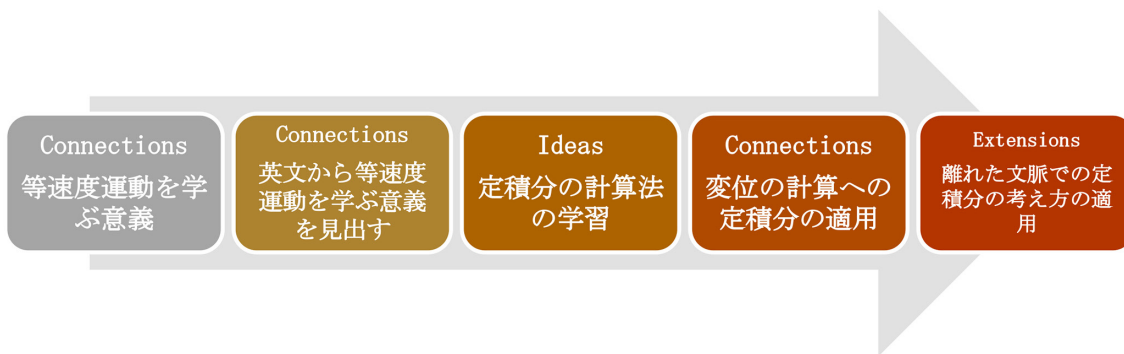 Connections
等速度運動を学
ぶ意義
Connections
英文から等速度
運動を学ぶ意義
を見出す
Ideas
定積分の計算法
の学習
Connections
変位の計算への
定積分の適用
Extensions
離れた文脈での定
積分の考え方の適
用